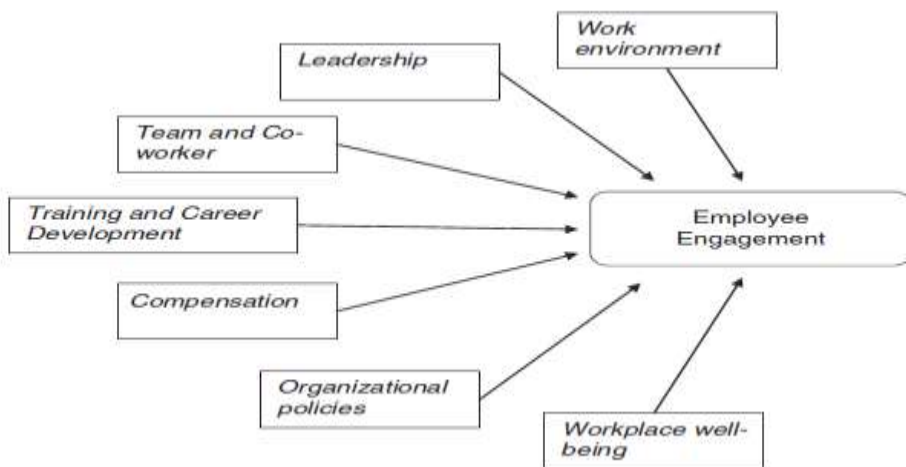 Work
environment
Leadership
Team and Co-
worker
Training and Career
Development
Employee
Engagement
Compensation
Organizational
policies
Workplace well-
being